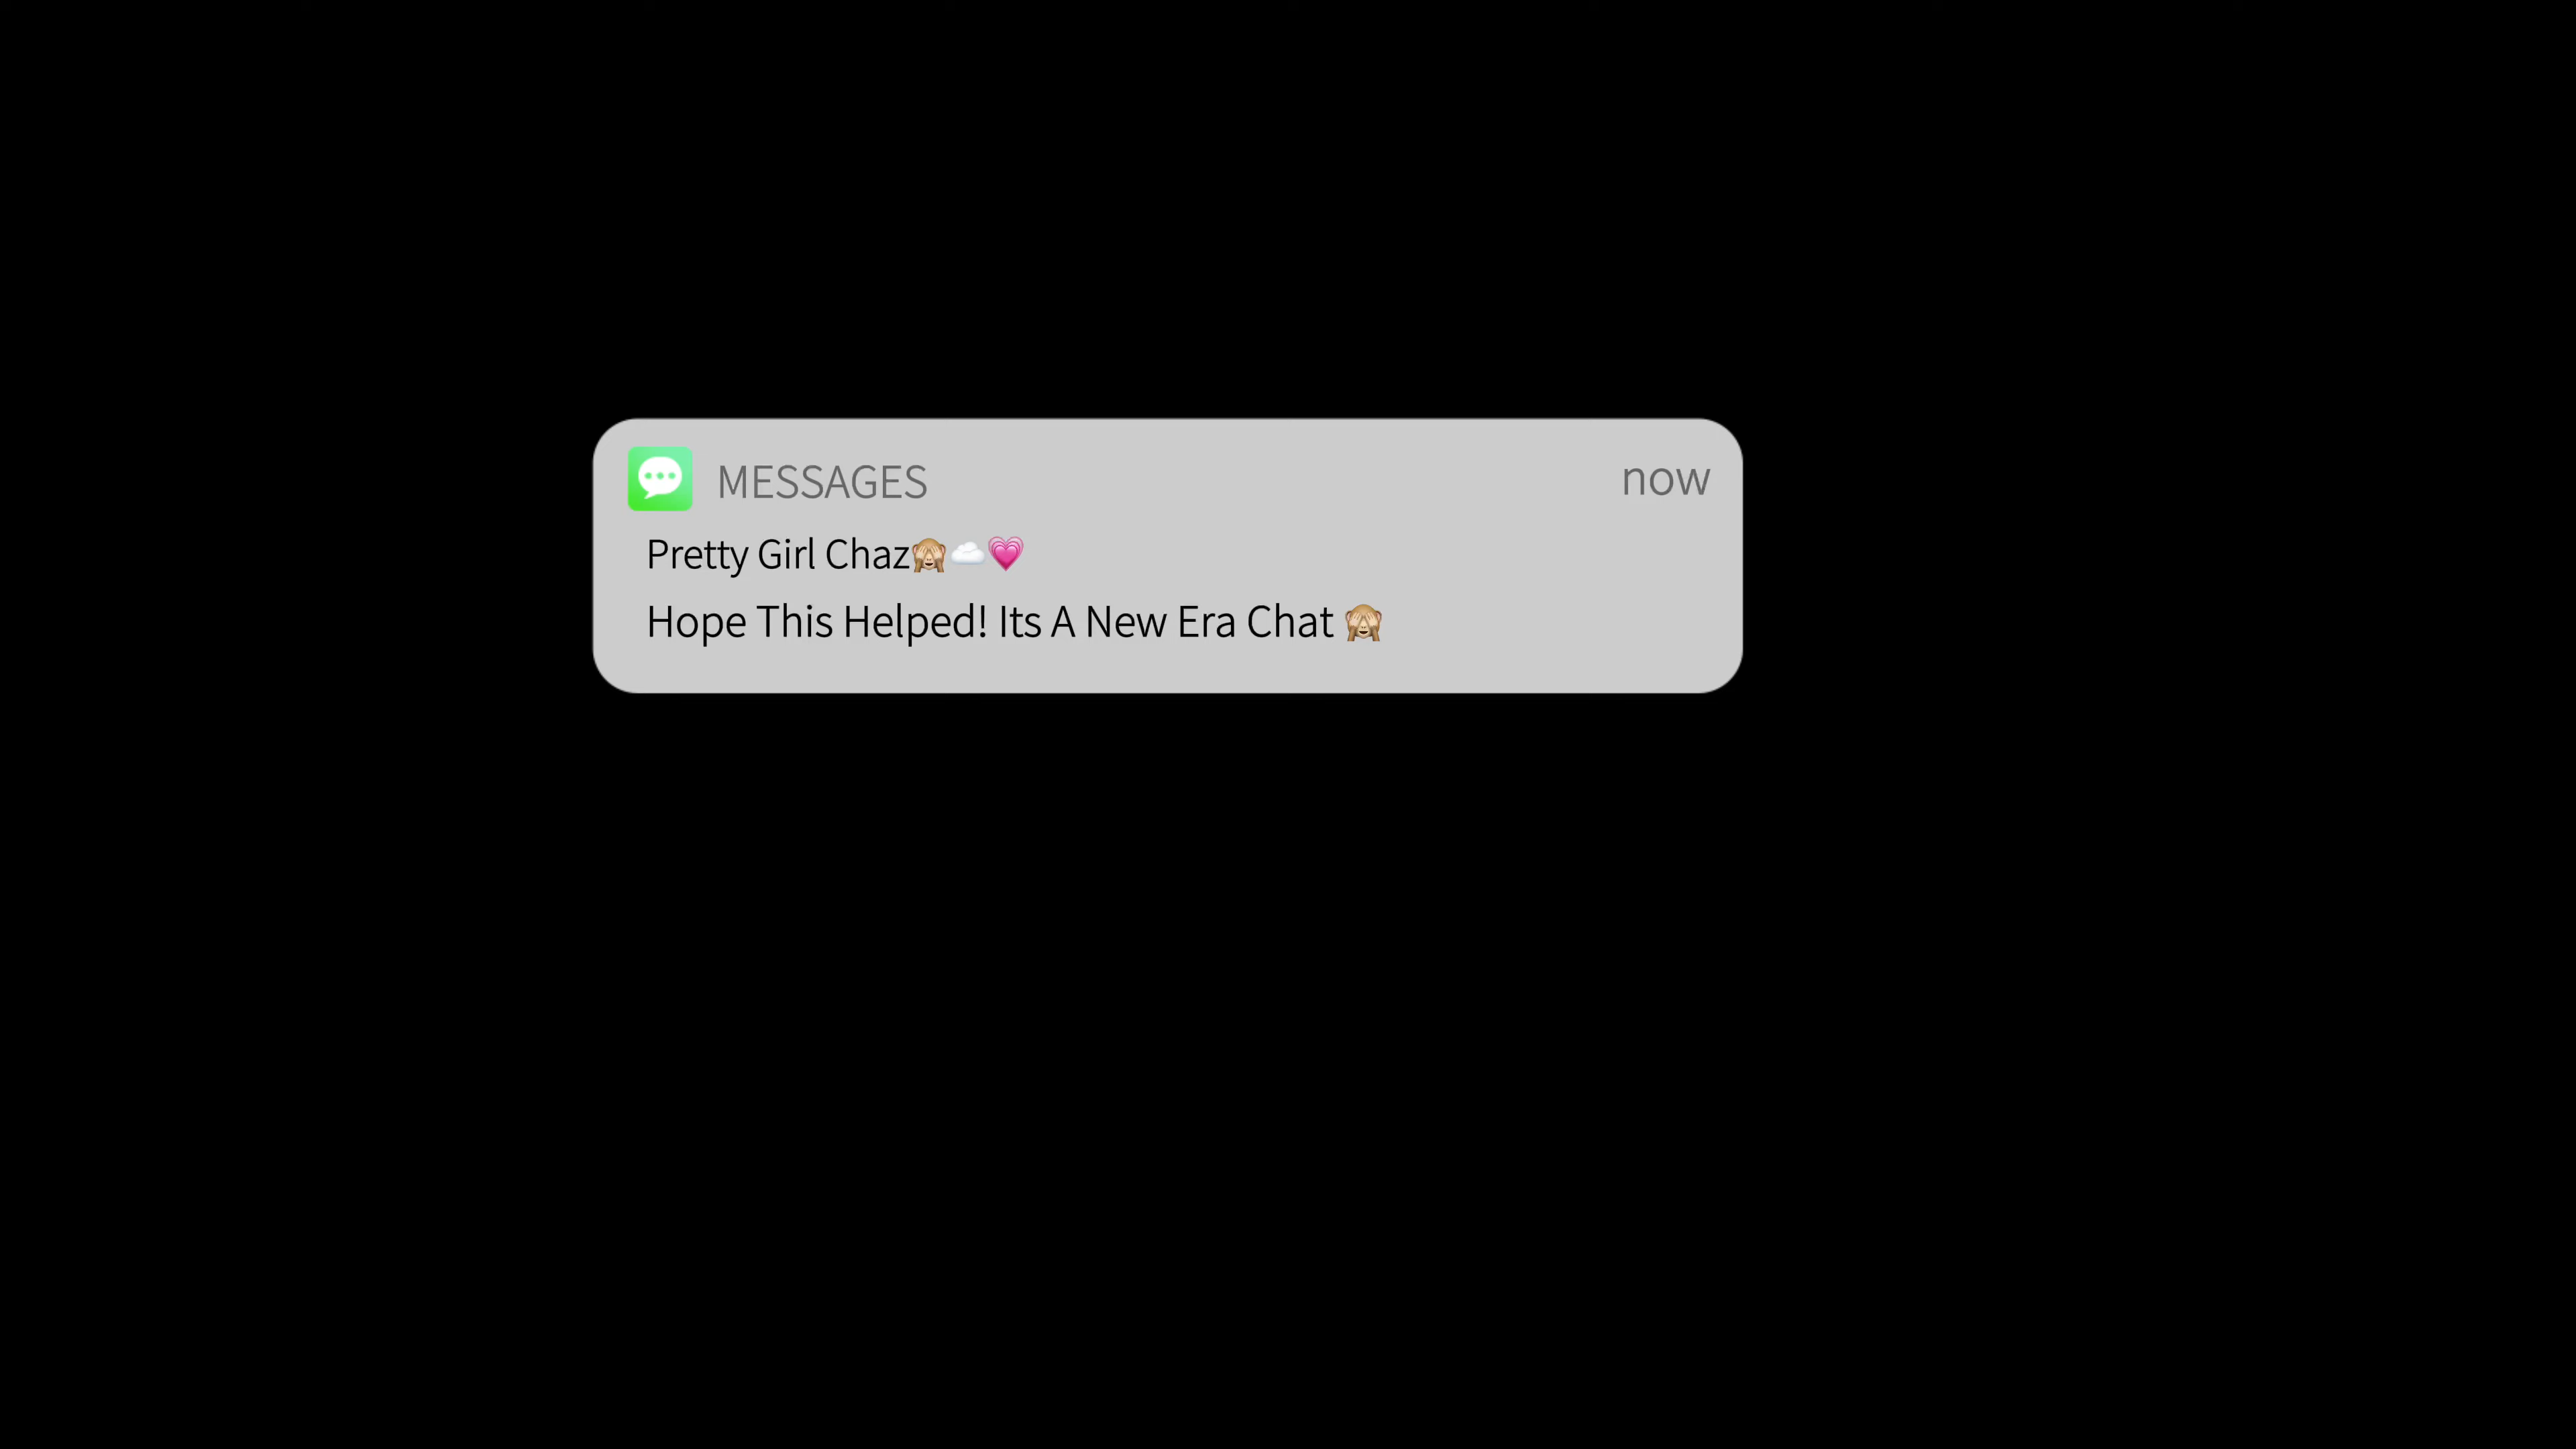 MESSAGES now
Pretty Girl Chaz🙈☁️💗
Hope This Helped! Its A New Era Chat 🙈